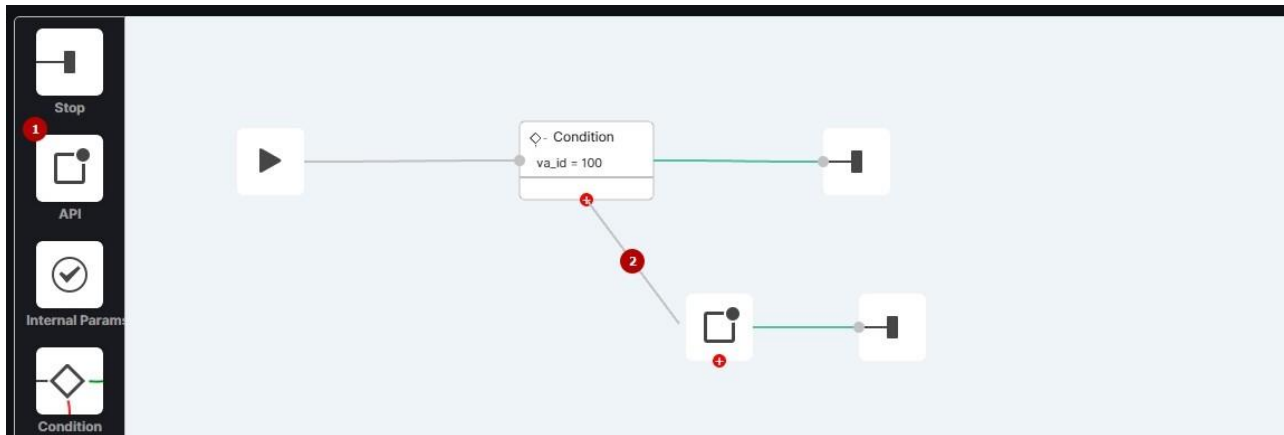 Stop
1
API
Internal Params
Condition
Condition
va_id = 100
2